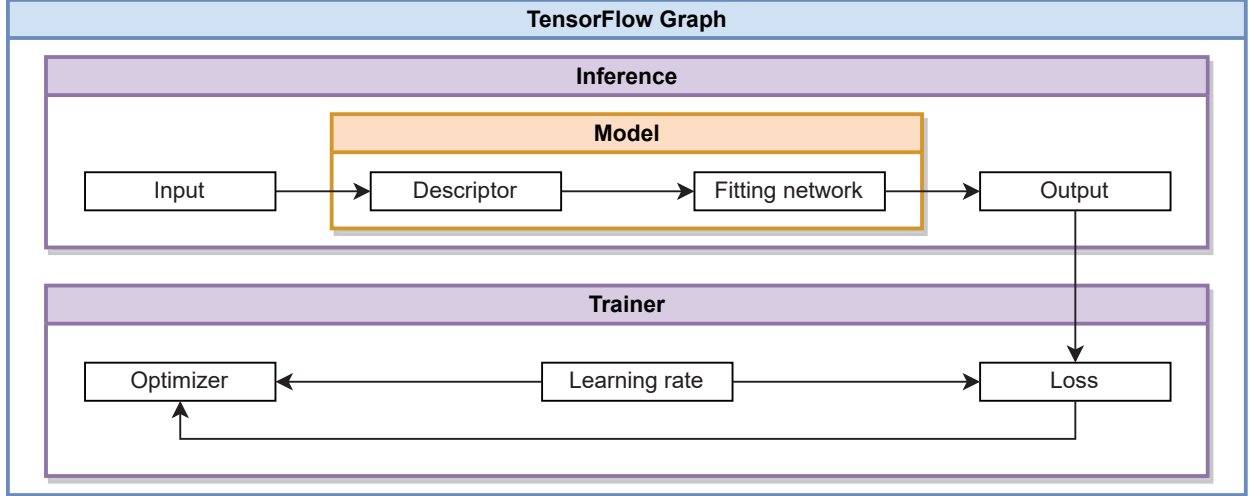 TensorFlow Graph
Inference
Model
Input
Descriptor
Fitting network
Output
Trainer
Optimizer
Learning rate
Loss